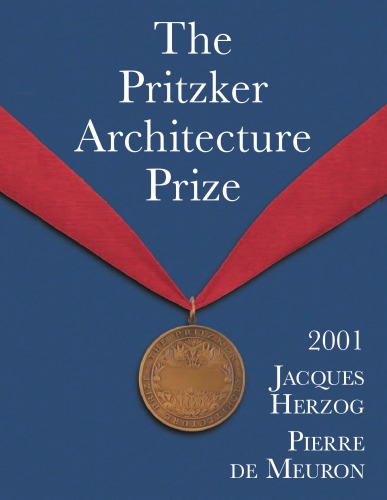 The
Pritzker
Architecture
Prize
2001
JACQUES
HERZOG
PIERRE
DE MEURON